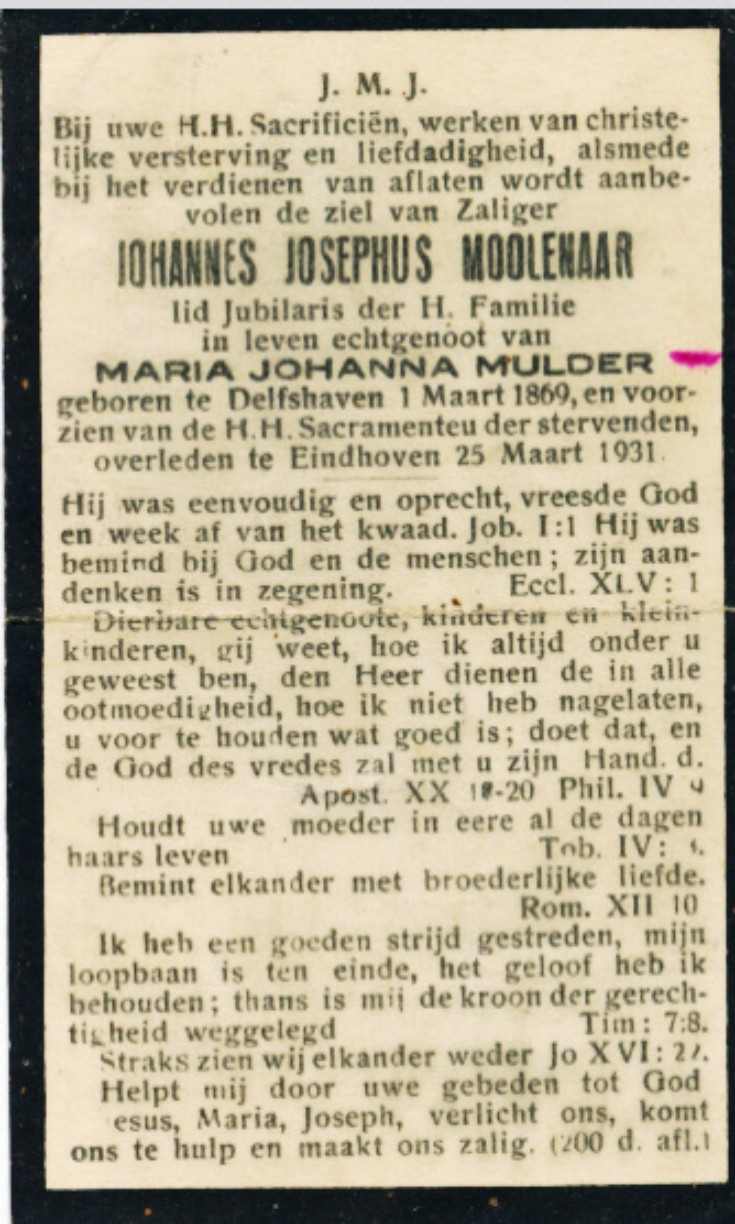 J. M. J.
Bij uwe H.H. Sacrificiën, werken van christe-
lijke versterving en liefdadigheid, alsmede
bij het verdienen van aflaten wordt aanbe-
volen de ziel van Zaliger
JOHANNES JOSEPHUS MOOLENAAR
lid Jubilaris der H. Familie
in leven echtgenoot van
MARIA JOHANNA MULDER
geboren te Delfshaven 1 Maart 1869, en voor-
zien van de H.H. Sacramenteu der stervenden,
overleden te Eindhoven 25 Maart 1931.
Hij was eenvoudig en oprecht, vreesde God
en week af van het kwaad. Job. I:1 Hij was
bemind bij God en de menschen; zijn aan-
denken is in zegening. Eccl. XLV: 1
Dierbare echtgenoote, kinderen en klein-
kinderen, gij weet, hoe ik altijd onder u
geweest ben, den Heer dienen de in alle
ootmoedigheid, hoe ik niet heb nagelaten,
u voor te houden wat goed is; doet dat, en
de God des vredes zal met u zijn Hand. d.
Apost. XX -20 Phil. IV 9
Houdt uwe moeder in eere al de dagen
haars leven Tob. IV:
Bemint elkander met broederlijke liefde.
Rom. XII 10
Ik heb een goeden strijd gestreden, mijn
loopbaan is ten einde, het geloof heb ik
behouden; thans is mij de kroon der gerech-
tigheid weggelegd Tim: 7:8.
Straks zien wij elkander weder Jo XVI: 22.
Helpt mij door uwe gebeden tot God
esus, Maria, Joseph, verlicht ons, komt
ons te hulp en maakt ons zalig. (200 d. afl.)